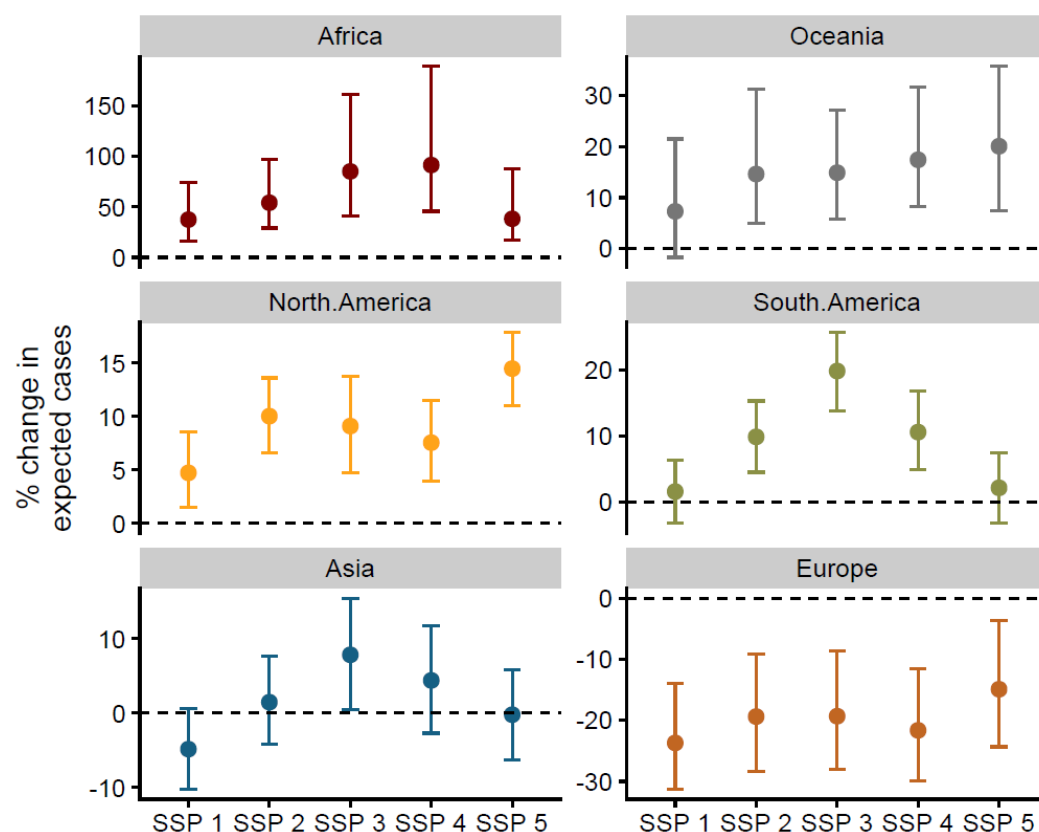 Africa
Oceania
150
100
50
0
30
20
10
0
North.America
South.America
% change in
expected cases
15
10
5
0
20
10
0
Asia
Europe
10
0
-10
0
-10
-20
-30
SSP 1 SSP 2 SSP 3 SSP 4 SSP 5
SSP 1 SSP 2 SSP 3 SSP 4 SSP 5